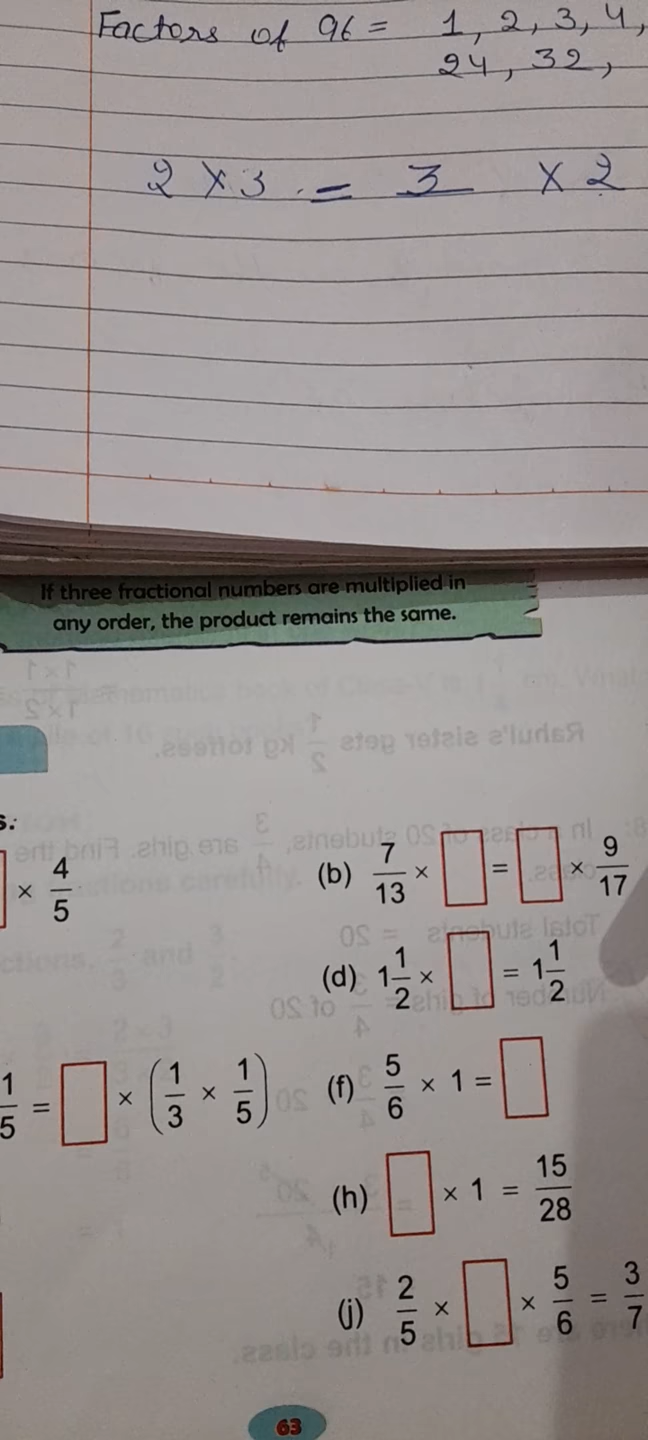 Factors of 96 = 1, 2, 3, 4,
24, 32,
2 × 3 = 3 × 2
If three fractional numbers are multiplied in
any order, the product remains the same.
s:
× 4/5
(b) 7/13 × □ = □ × 9/17
(d) 1 1/2 × □ = 1 1/2
1/5 = □ × (1/3 × 1/5)
(f) 5/6 × 1 = □
(h) □ × 1 = 15/28
(j) 2/5 × □ × 5/6 = 3/7
63